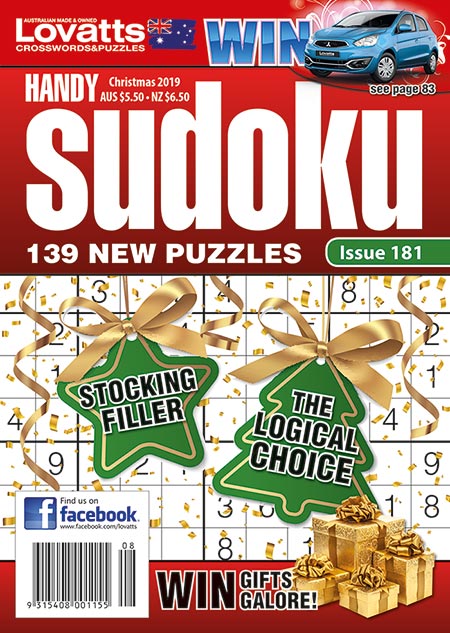 AUSTRALIAN MADE & OWNED
Lovatts
CROSSWORDS&PUZZLES
WIN
see page 83
HANDY
Christmas 2019
AUS $5.50 • NZ $6.50
sudoku
139 NEW PUZZLES
Issue 181
STOCKING
FILLER
THE
LOGICAL
CHOICE
Find us on
facebook
www.facebook.com/lovatts
08
9 315408 001155
WIN GIFTS
GALORE!